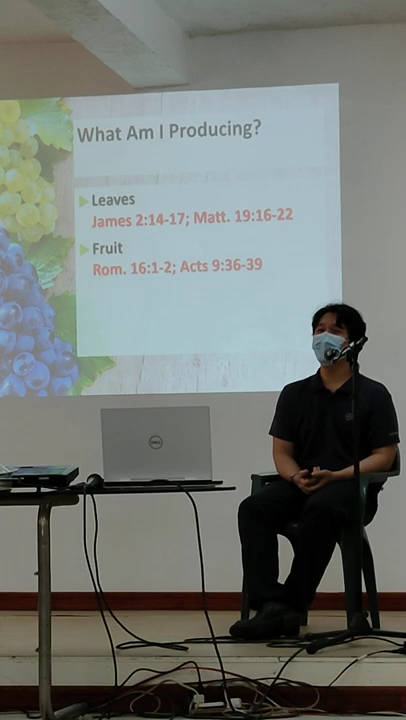 What Am I Producing?
Leaves
James 2:14-17; Matt. 19:16-22
Fruit
Rom. 16:1-2; Acts 9:36-39
DELL